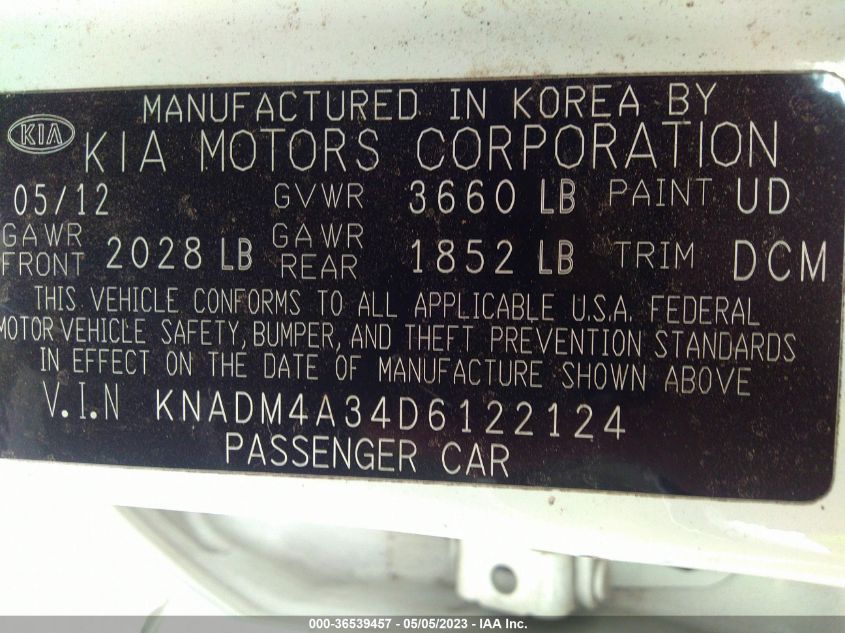 MANUFACTURED IN KOREA BY
KIA
KIA MOTORS CORPORATION
05/12 GVWR 3660 LB PAINT UD
GAWR FRONT 2028 LB GAWR REAR 1852 LB TRIM DCM
THIS VEHICLE CONFORMS TO ALL APPLICABLE U.S.A. FEDERAL
MOTOR VEHICLE SAFETY, BUMPER, AND THEFT PREVENTION STANDARDS
IN EFFECT ON THE DATE OF MANUFACTURE SHOWN ABOVE
V.I.N KNADM4A34D6122124
PASSENGER CAR
000-36539457 - 05/05/2023 - IAA Inc.